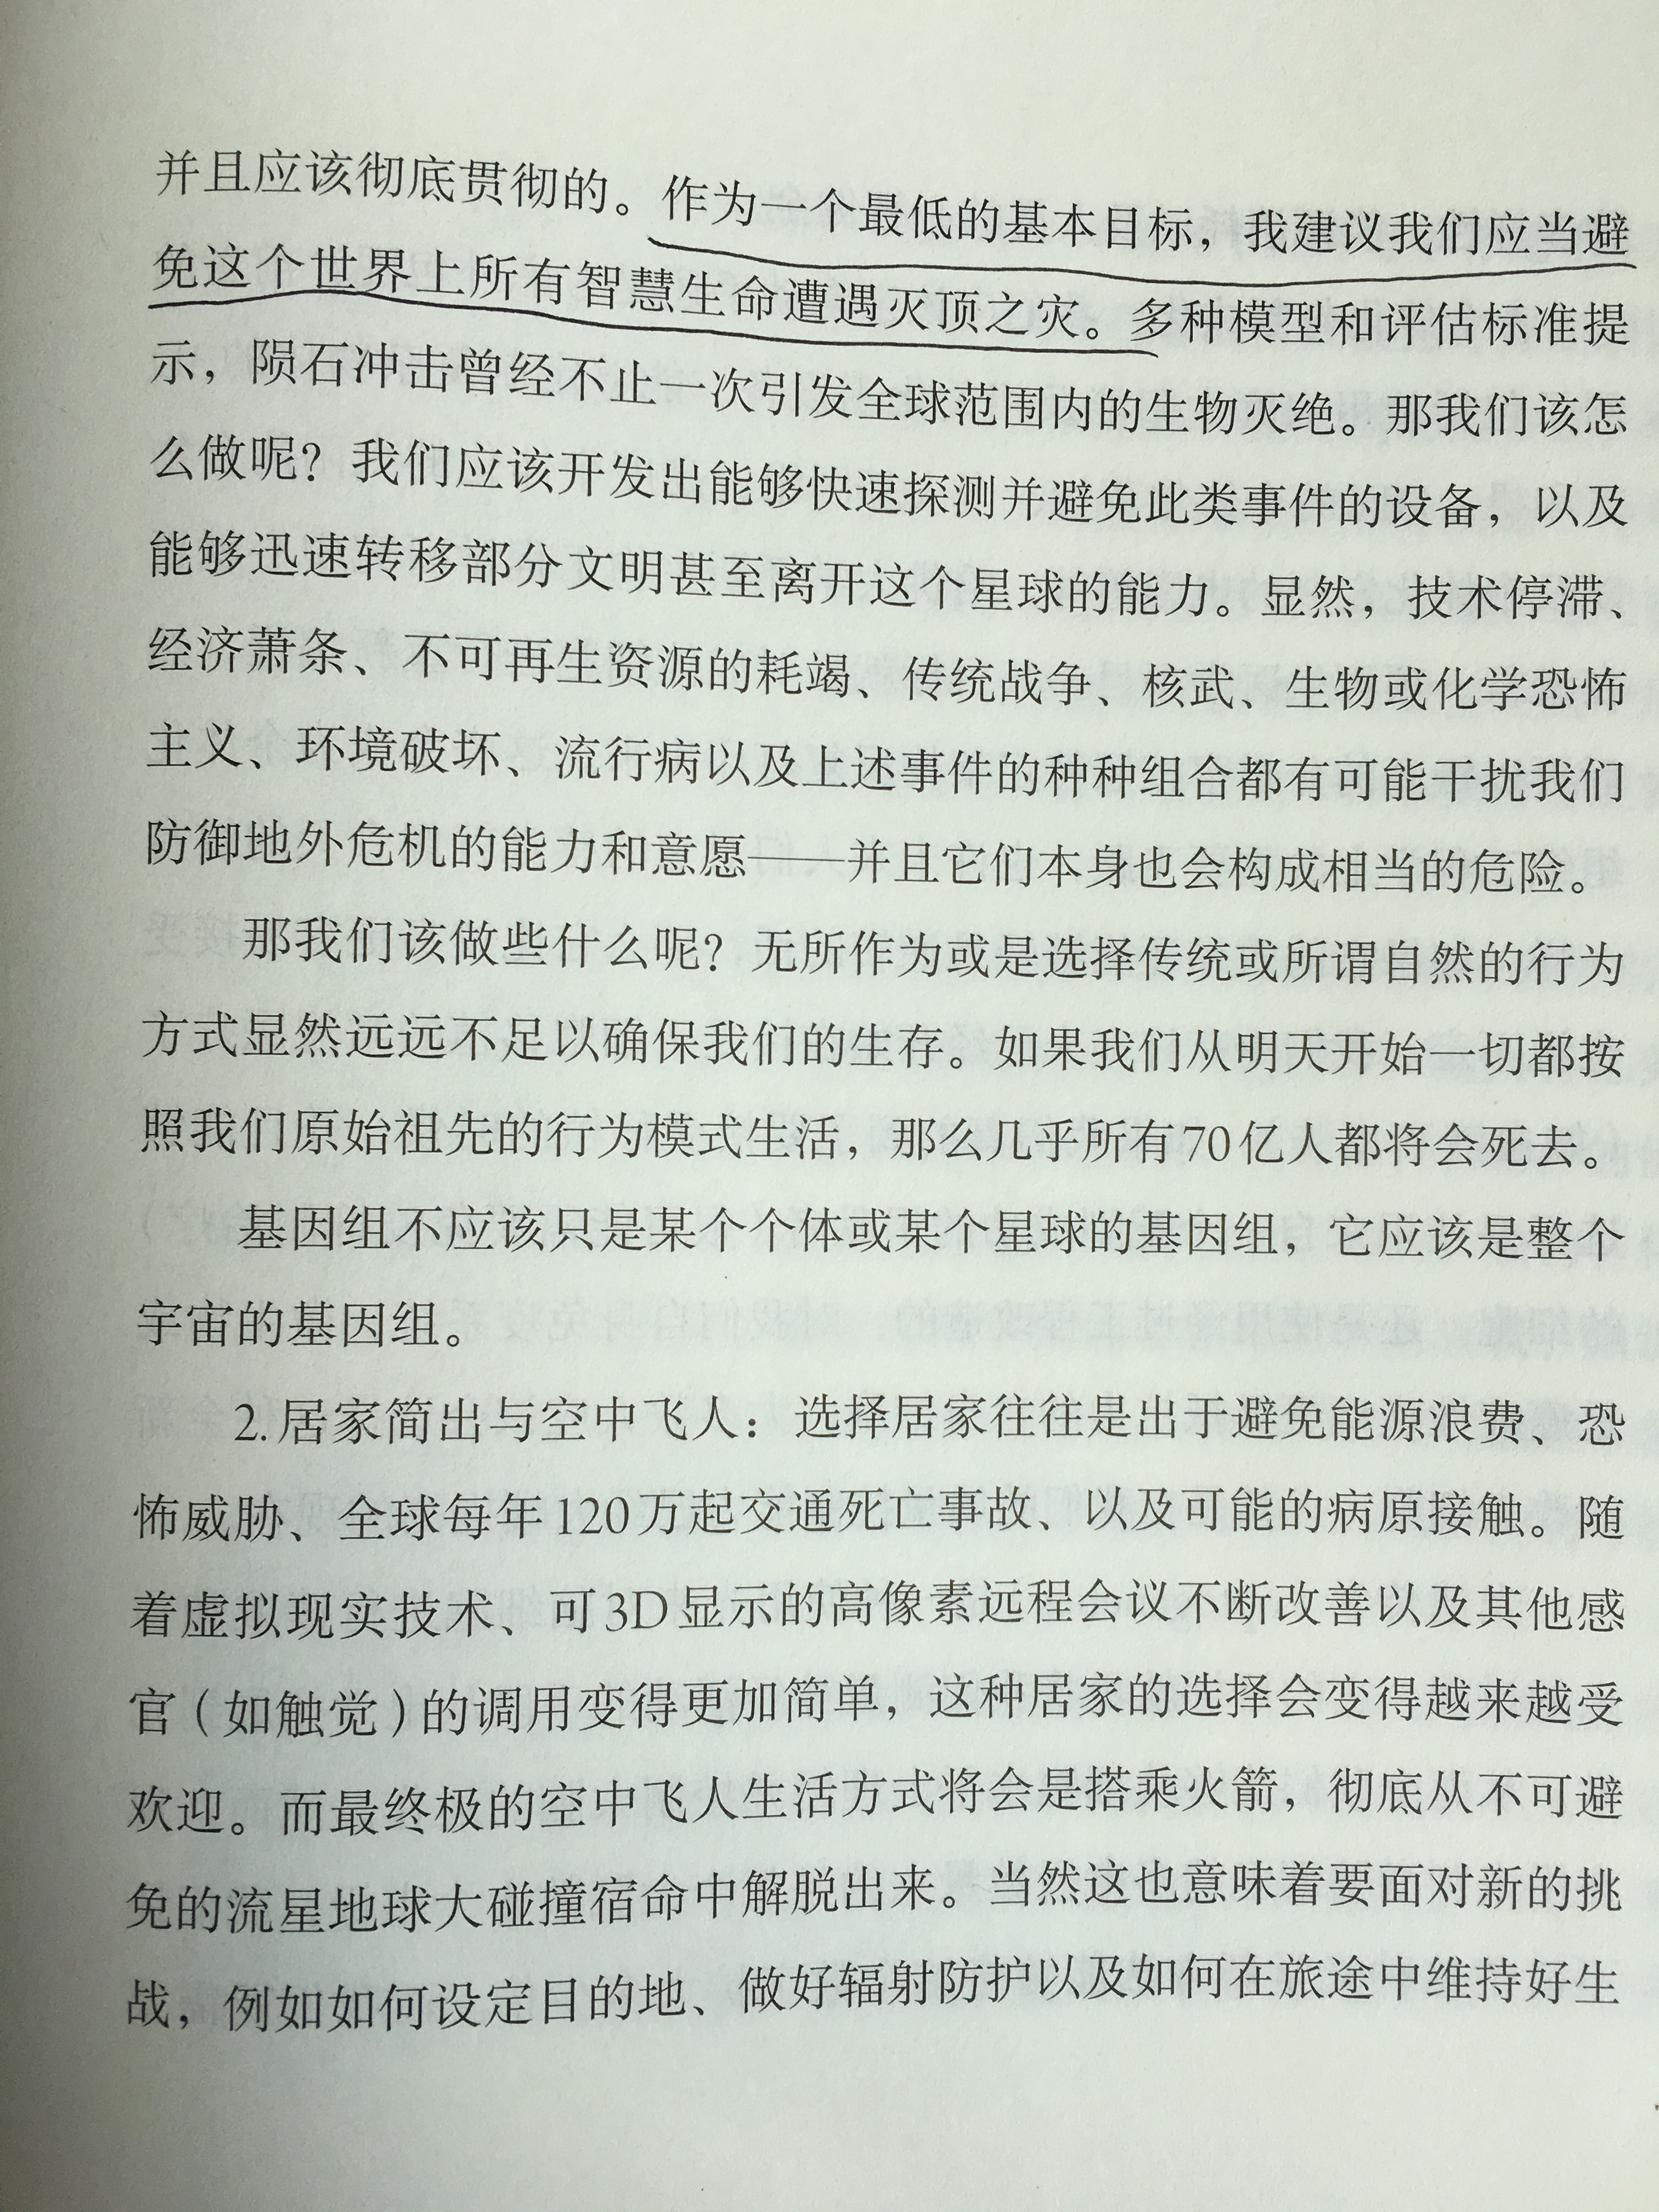 并且应该彻底贯彻的。作为一个最低的基本目标，我建议我们应当避
免这个世界上所有智慧生命遭遇灭顶之灾。多种模型和评估标准提
示，陨石冲击曾经不止一次引发全球范围内的生物灭绝。那我们该怎
么做呢？我们应该开发出能够快速探测并避免此类事件的设备，以及
能够迅速转移部分文明甚至离开这个星球的能力。显然，技术停滞、
经济萧条、不可再生资源的耗竭、传统战争、核武、生物或化学恐怖
主义、环境破坏、流行病以及上述事件的种种组合都有可能干扰我们
防御地外危机的能力和意愿——并且它们本身也会构成相当的危险。
那我们该做些什么呢？无所作为或是选择传统或所谓自然的行为
方式显然远远不足以确保我们的生存。如果我们从明天开始一切都按
照我们原始祖先的行为模式生活，那么几乎所有70亿人都将会死去。
基因组不应该只是某个个体或某个星球的基因组，它应该是整个
宇宙的基因组。
2.居家简出与空中飞人：选择居家往往是出于避免能源浪费、恐
怖威胁、全球每年120万起交通死亡事故、以及可能的病原接触。随
着虚拟现实技术、可3D显示的高像素远程会议不断改善以及其他感
官（如触觉）的调用变得更加简单，这种居家的选择会变得越来越受
欢迎。而最终极的空中飞人生活方式将会是搭乘火箭，彻底从不可避
免的流星地球大碰撞宿命中解脱出来。当然这也意味着要面对新的挑
战，例如如何设定目的地、做好辐射防护以及如何在旅途中维持好生